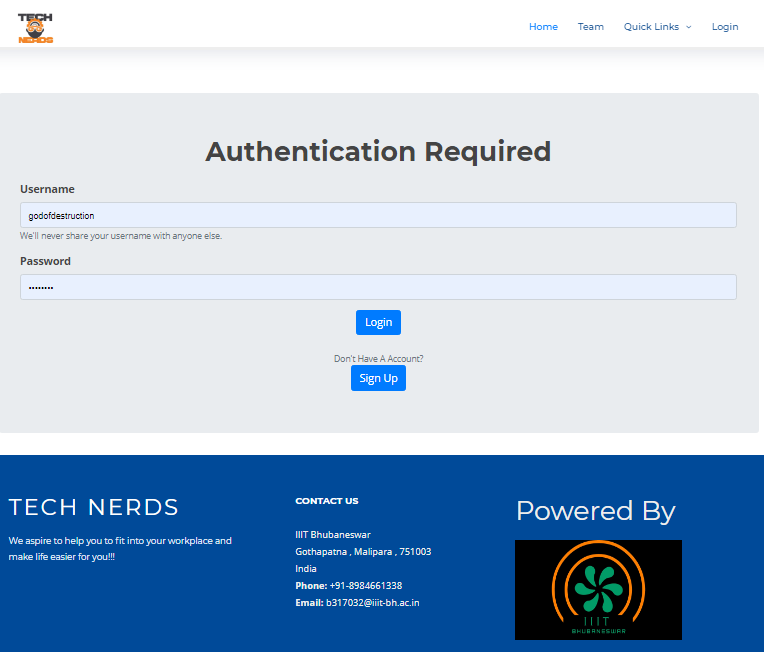 TECH
NERDS
Home Team Quick Links Login
Authentication Required
Username
godofdestruction
We'll never share your username with anyone else.
Password
••••••••
Login
Don't Have A Account?
Sign Up
TECH NERDS
We aspire to help you to fit into your workplace and
make life easier for you!!!
CONTACT US
IIIT Bhubaneswar
Gothapatna , Malipara , 751003
India
Phone: +91-8984661338
Email: b317032@iiit-bh.ac.in
Powered By
IIIT
BHUBANESWAR